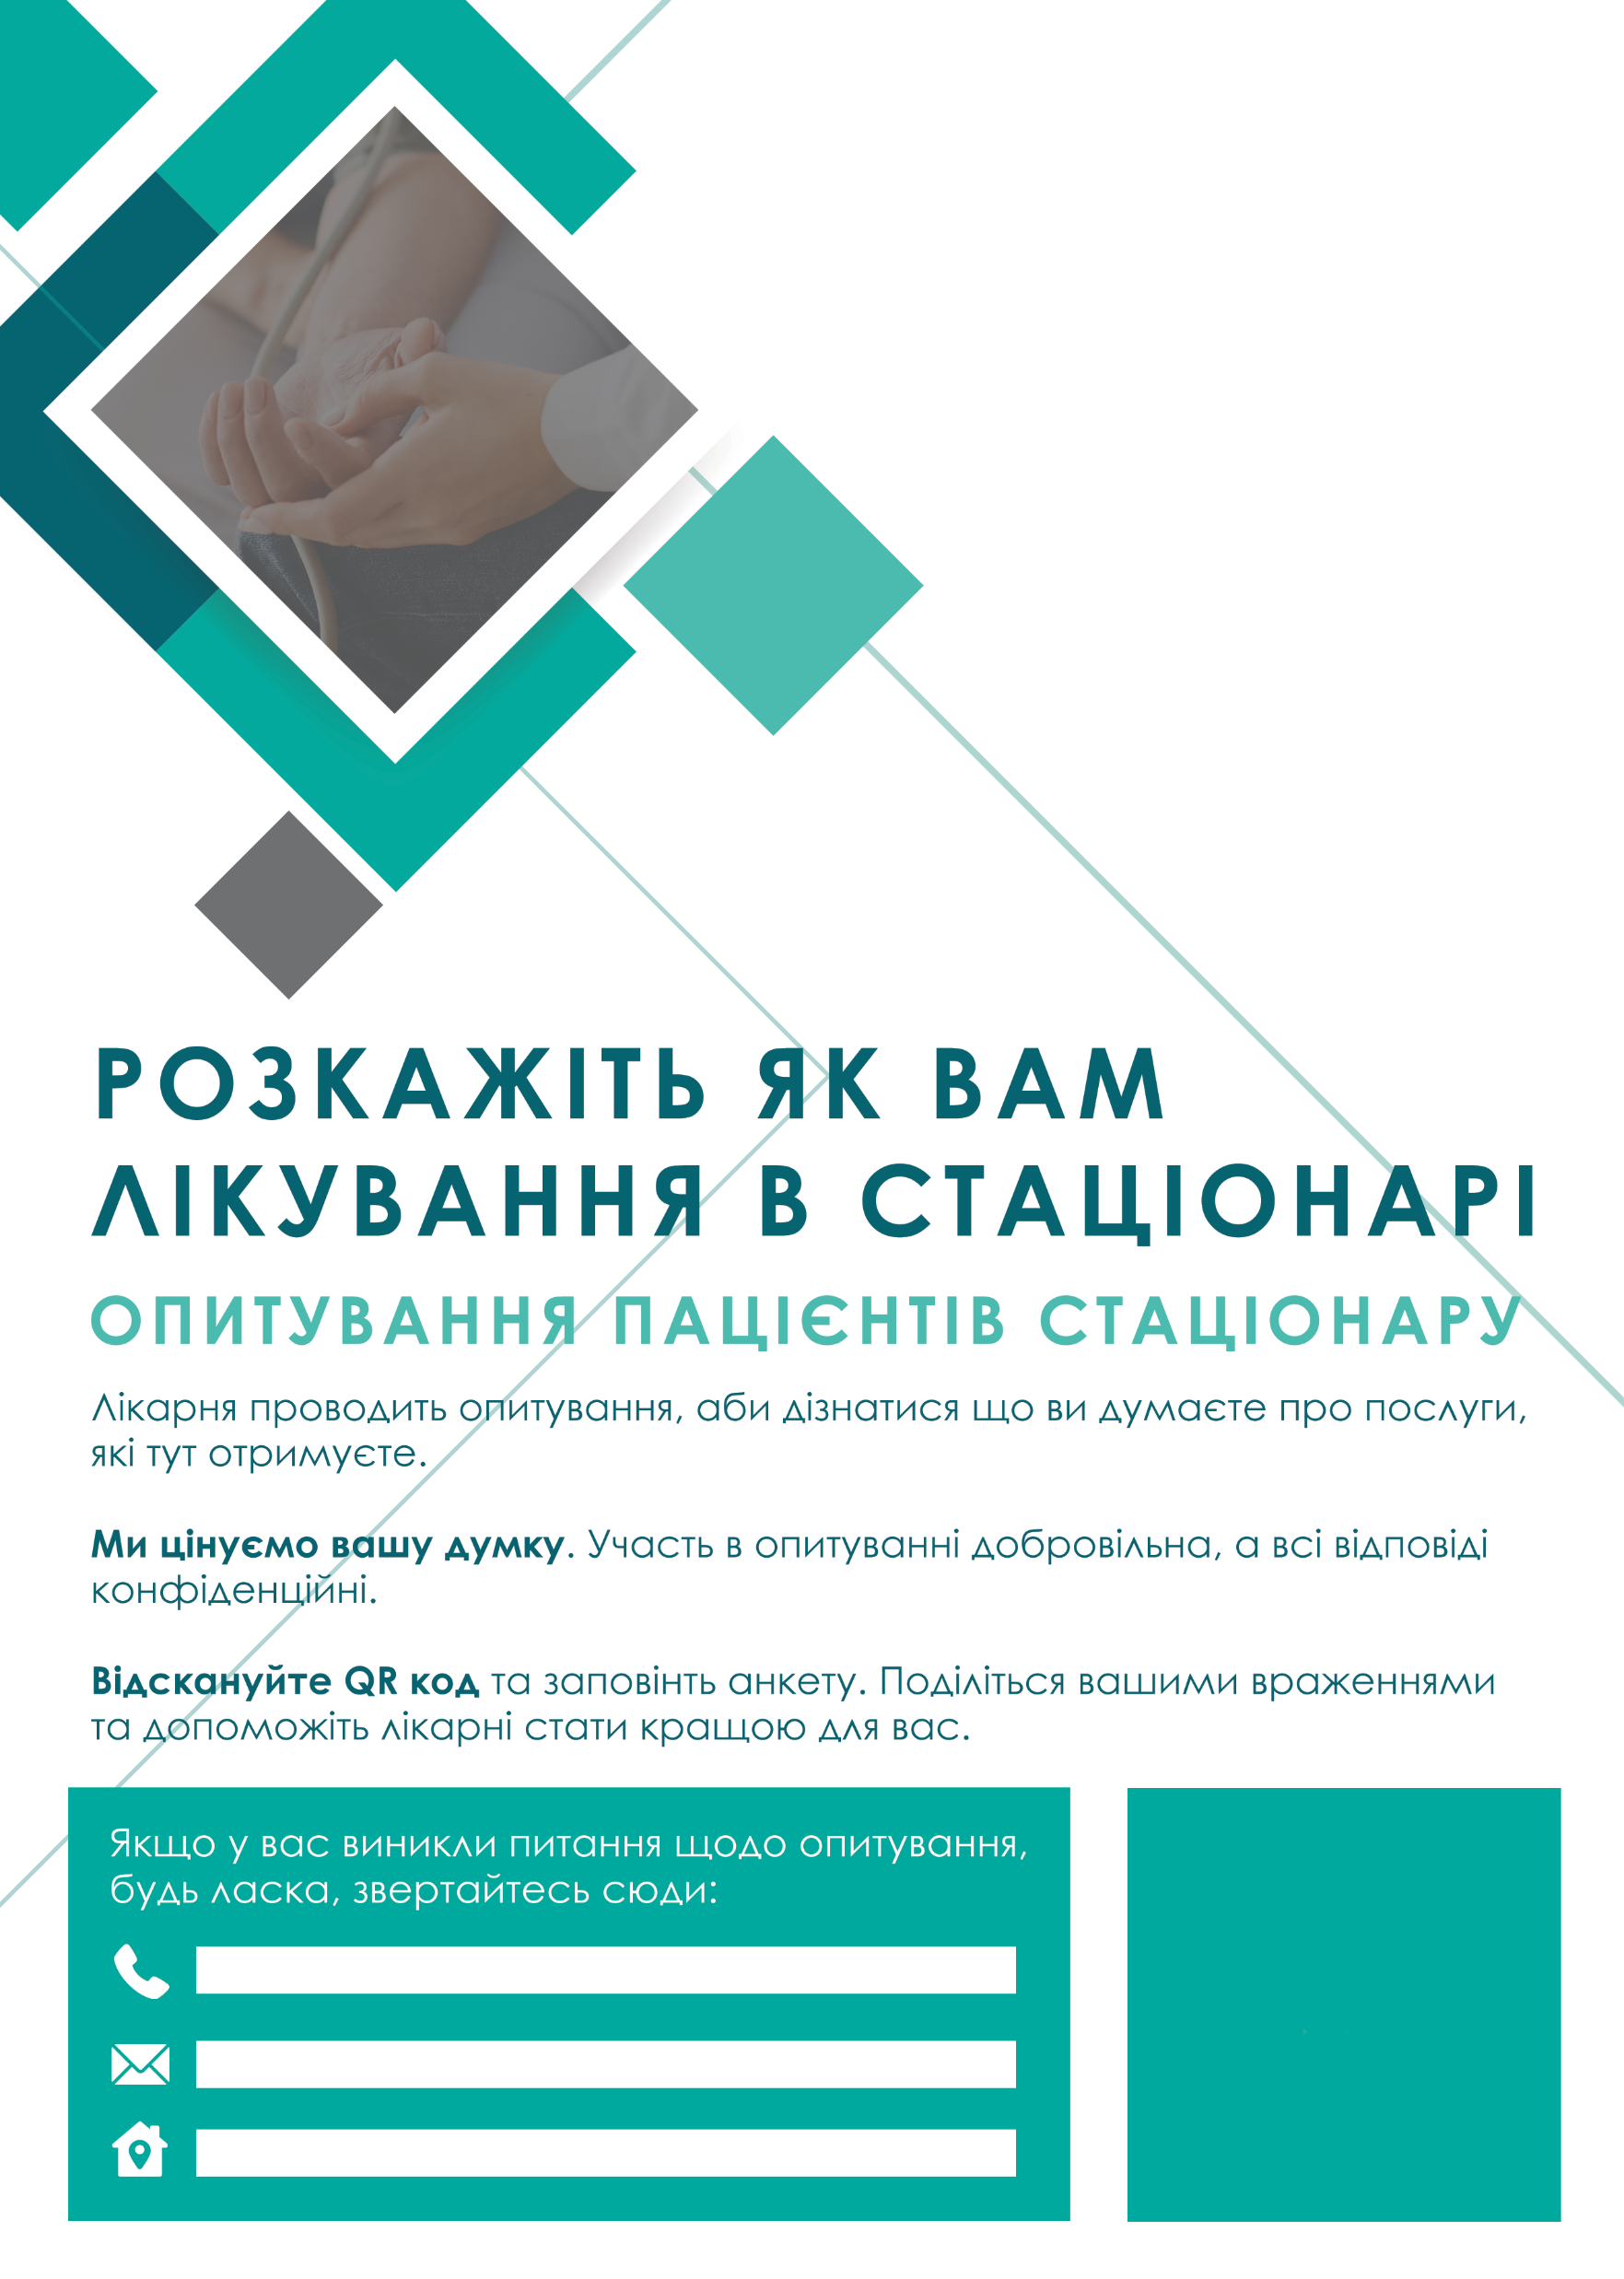 РОЗКАЖІТЬ ЯК ВАМ
ЛІКУВАННЯ В СТАЦІОНАРІ
ОПИТУВАННЯ ПАЦІЄНТІВ СТАЦІОНАРУ
Лікарня проводить опитування, аби дізнатися що ви думаєте про послуги,
які тут отримуєте.
Ми цінуємо вашу думку. Участь в опитуванні добровільна, а всі відповіді
конфіденційні.
Відскануйте QR код та заповінть анкету. Поділіться вашими враженнями
та допоможіть лікарні стати кращою для вас.
Якщо у вас виникли питання щодо опитування,
будь ласка, звертайтесь сюди: